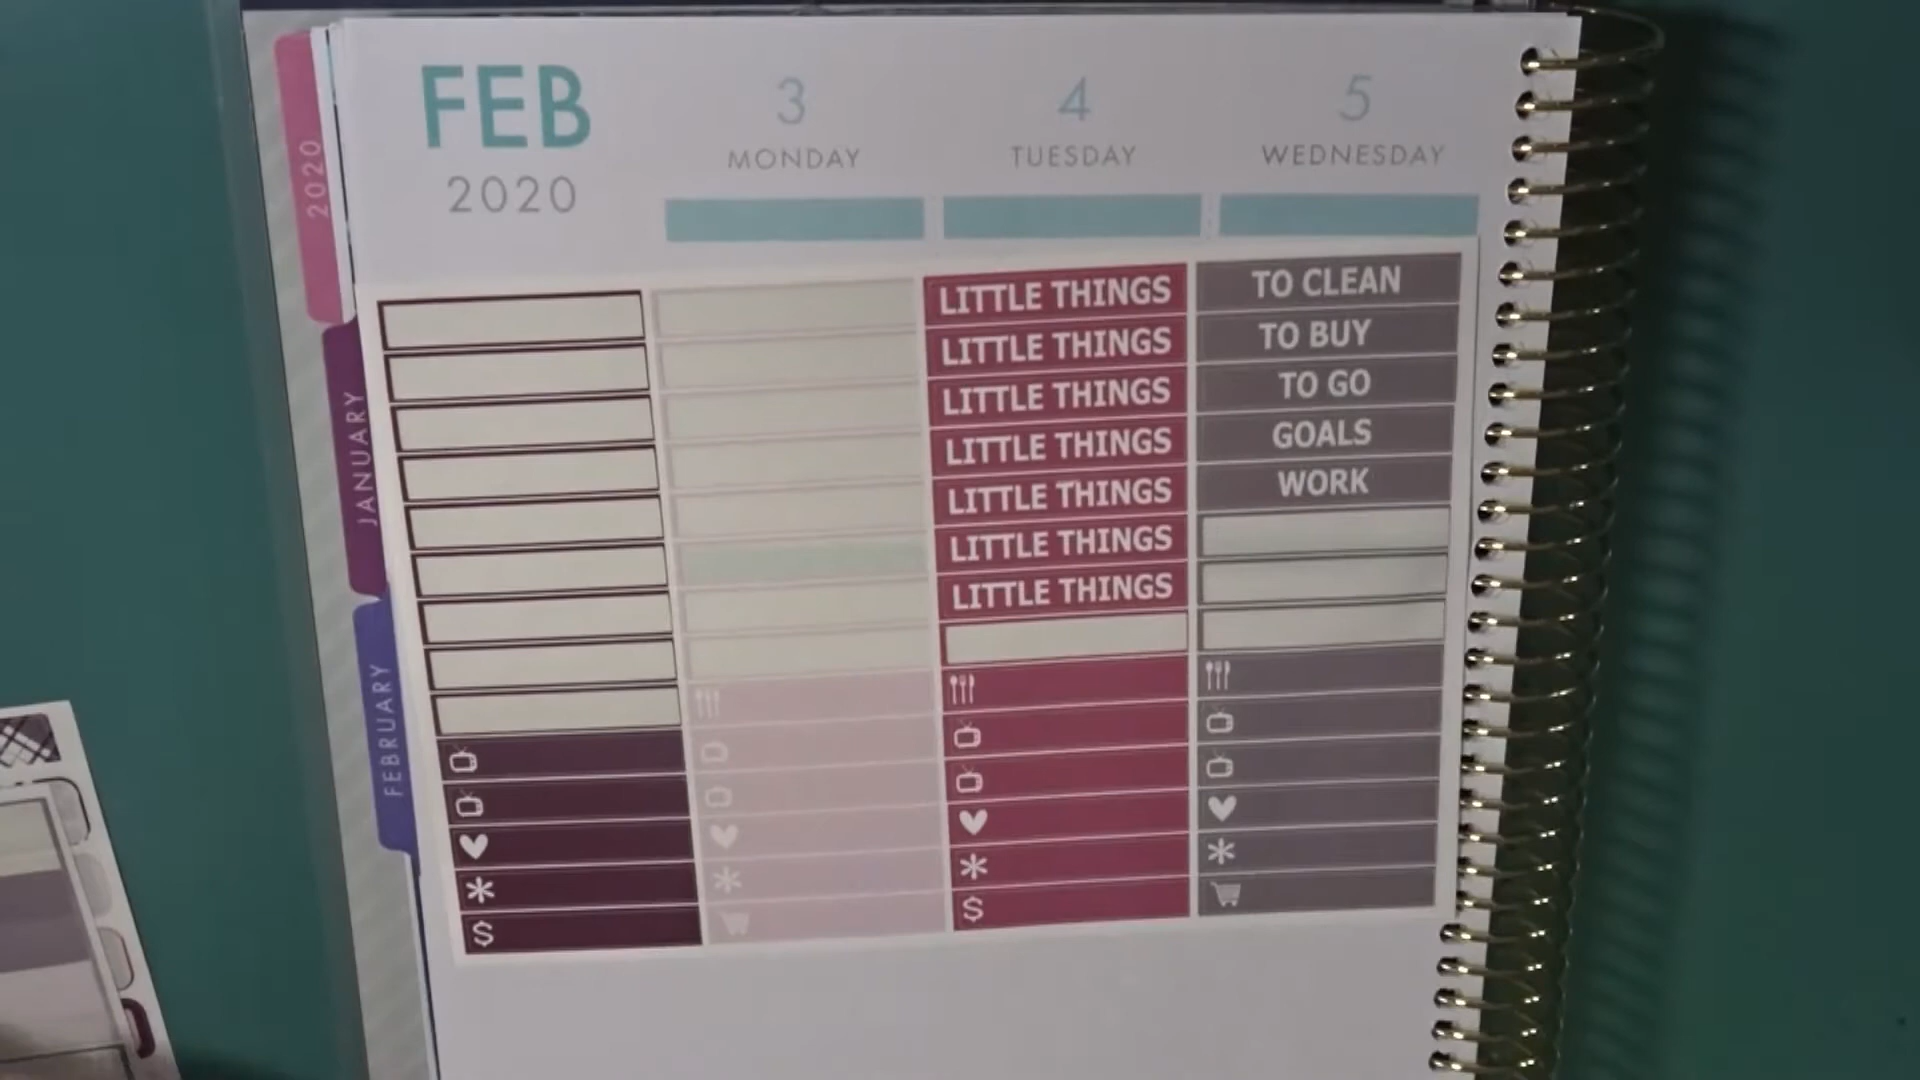 FEB
2020
3
MONDAY
4
TUESDAY
5
WEDNESDAY
2020
JANUARY
FEBRUARY
LITTLE THINGS
LITTLE THINGS
LITTLE THINGS
LITTLE THINGS
LITTLE THINGS
LITTLE THINGS
LITTLE THINGS
$
TO CLEAN
TO BUY
TO GO
GOALS
WORK
$